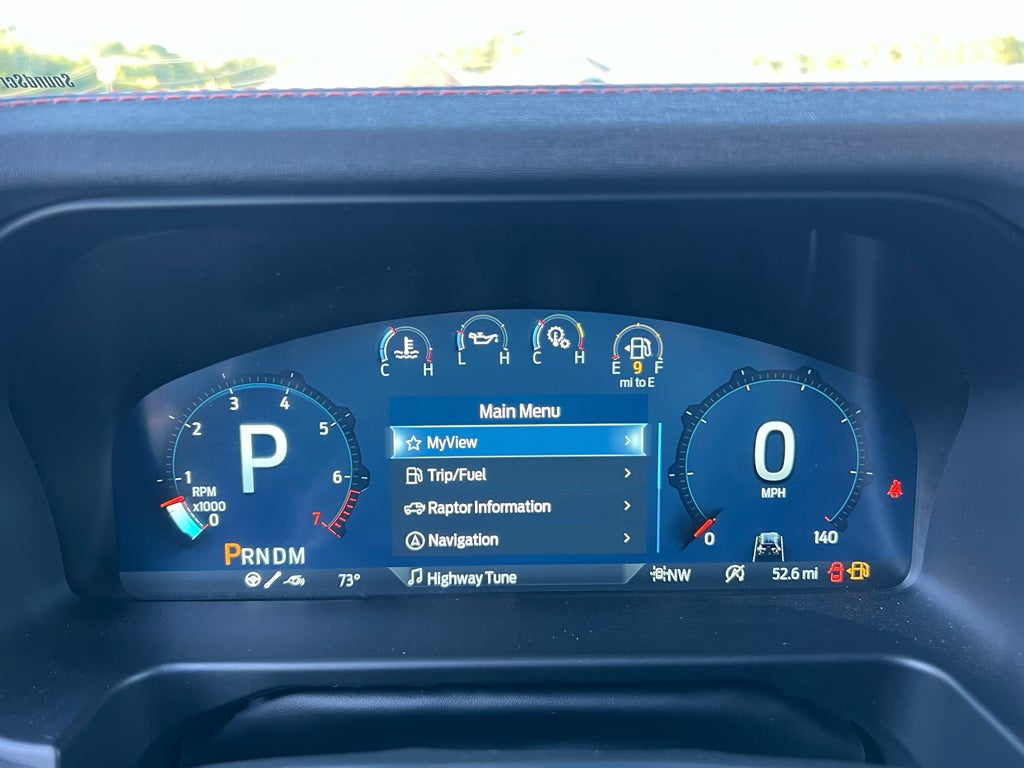 SoundScr
C H
L H
C H
E 9 F
mi to E
Main Menu
MyView
Trip/Fuel
Raptor Information
Navigation
Highway Tune
1 2 3 4 5 6 7
P
RPM
x1000
0
PRNDM
73°
0
MPH
0 140
NW
52.6 mi